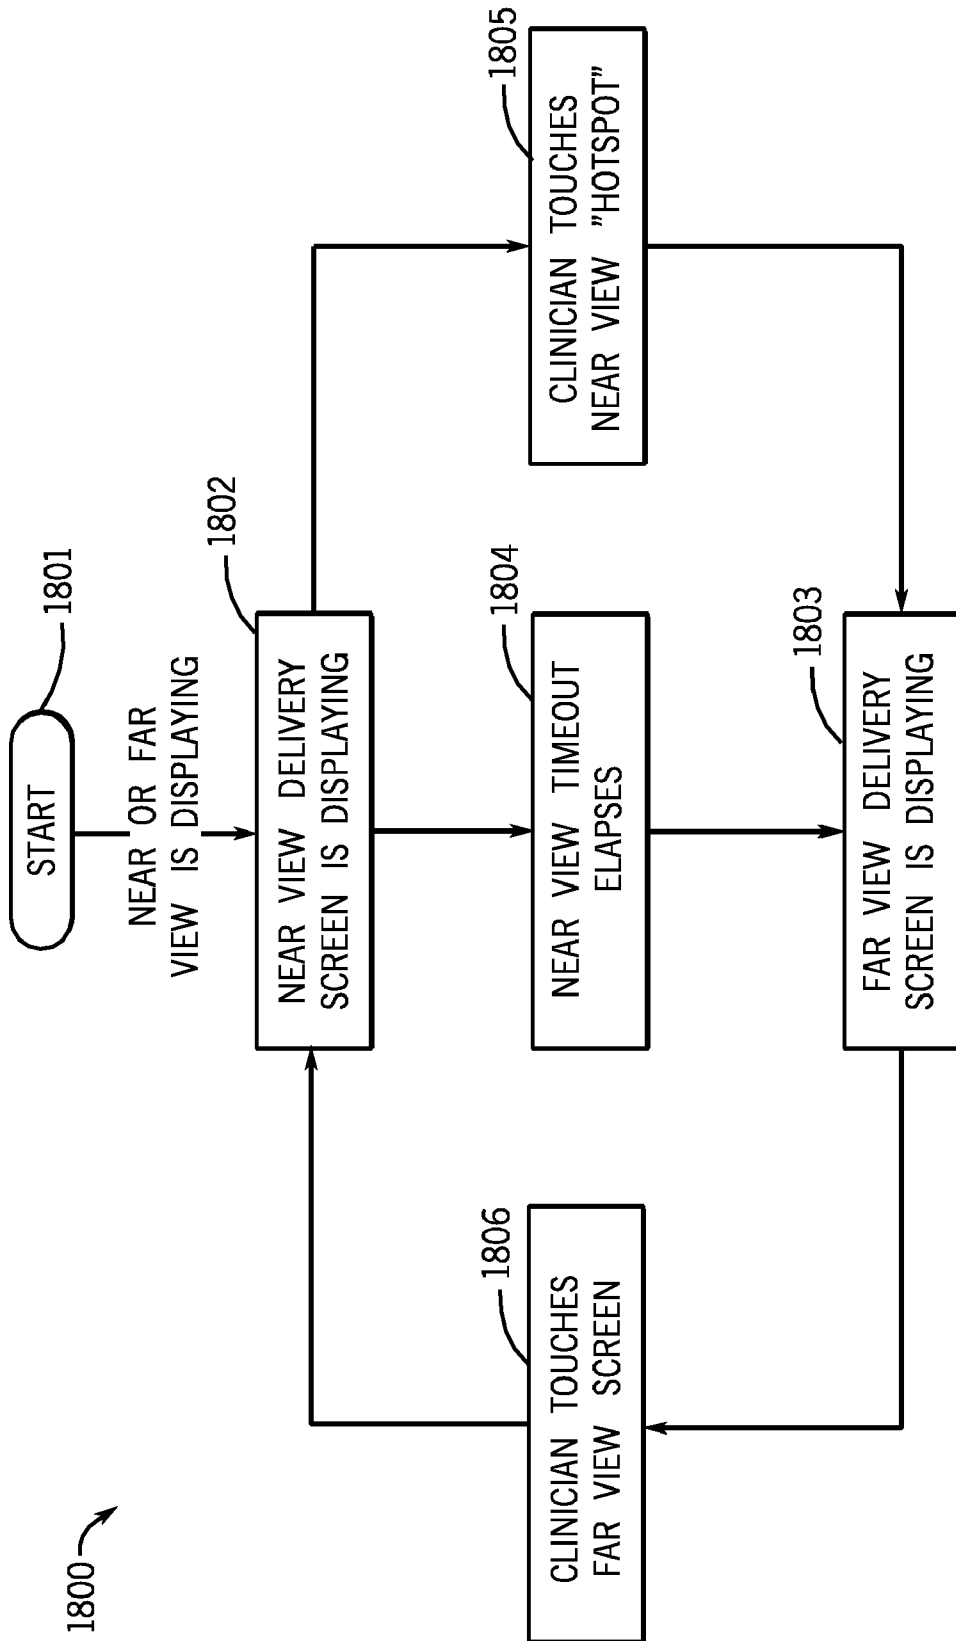 1800
START
1801
NEAR OR FAR
VIEW IS DISPLAYING
NEAR VIEW DELIVERY
SCREEN IS DISPLAYING
1802
CLINICIAN TOUCHES
FAR VIEW SCREEN
1806
NEAR VIEW TIMEOUT
ELAPSES
1804
CLINICIAN TOUCHES
NEAR VIEW "HOTSPOT"
1805
FAR VIEW DELIVERY
SCREEN IS DISPLAYING
1803